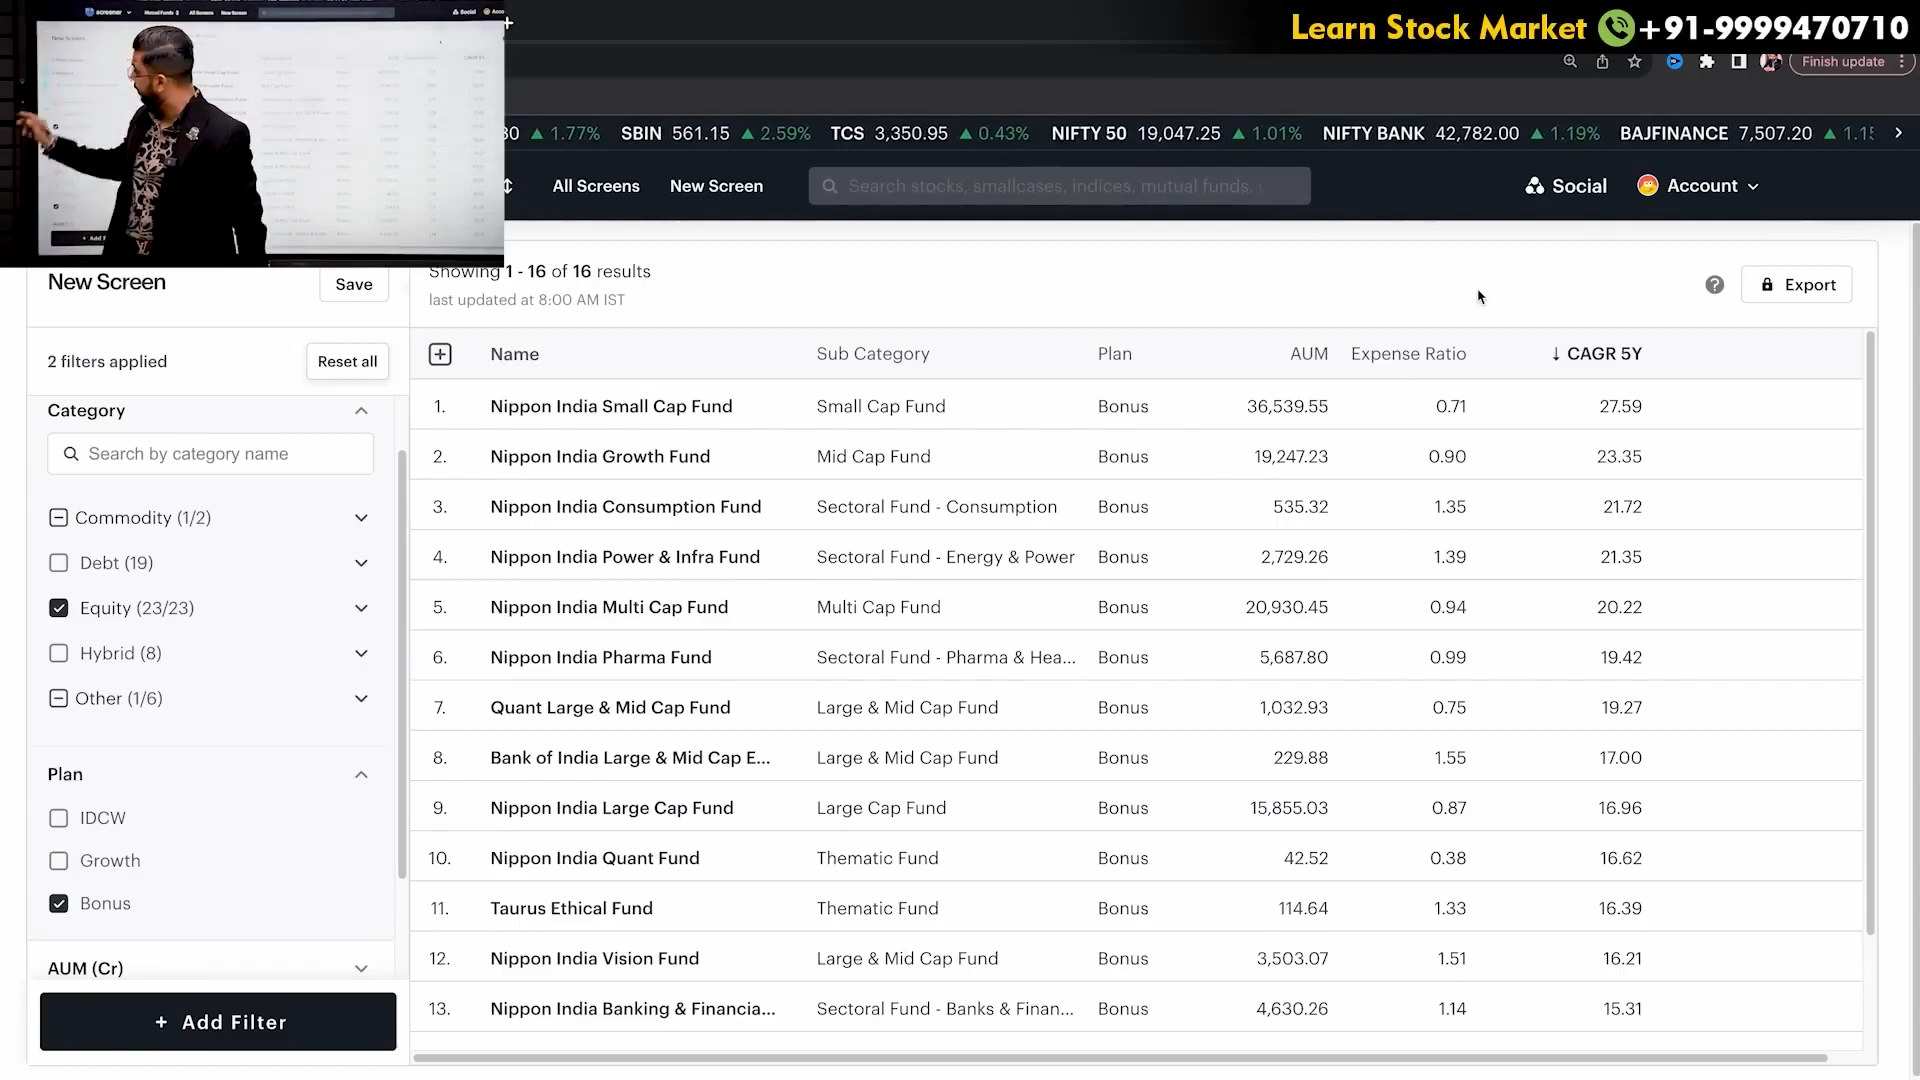 Learn Stock Market +91-9999470710
Finish update
1.77% SBIN 561.15 2.59% TCS 3,350.95 0.43% NIFTY 50 19,047.25 1.01% NIFTY BANK 42,782.00 1.19% BAJFINANCE 7,507.20
screener Mutual Funds All Screens New Screen Social
All Screens New Screen Search stocks, smallcases, indices, mutual funds. Social Account
New Screen Save
Showing 1 - 16 of 16 results
last updated at 8:00 AM IST
? Export
2 filters applied Reset all
Name Sub Category Plan AUM Expense Ratio ↓ CAGR 5Y
1. Nippon India Small Cap Fund Small Cap Fund Bonus 36,539.55 0.71 27.59
2. Nippon India Growth Fund Mid Cap Fund Bonus 19,247.23 0.90 23.35
3. Nippon India Consumption Fund Sectoral Fund - Consumption Bonus 535.32 1.35 21.72
4. Nippon India Power & Infra Fund Sectoral Fund - Energy & Power Bonus 2,729.26 1.39 21.35
5. Nippon India Multi Cap Fund Multi Cap Fund Bonus 20,930.45 0.94 20.22
6. Nippon India Pharma Fund Sectoral Fund - Pharma & Hea... Bonus 5,687.80 0.99 19.42
7. Quant Large & Mid Cap Fund Large & Mid Cap Fund Bonus 1,032.93 0.75 19.27
8. Bank of India Large & Mid Cap E... Large & Mid Cap Fund Bonus 229.88 1.55 17.00
9. Nippon India Large Cap Fund Large Cap Fund Bonus 15,855.03 0.87 16.96
10. Nippon India Quant Fund Thematic Fund Bonus 42.52 0.38 16.62
11. Taurus Ethical Fund Thematic Fund Bonus 114.64 1.33 16.39
12. Nippon India Vision Fund Large & Mid Cap Fund Bonus 3,503.07 1.51 16.21
13. Nippon India Banking & Financia... Sectoral Fund - Banks & Finan... Bonus 4,630.26 1.14 15.31
Category
Search by category name
Commodity (1/2)
Debt (19)
Equity (23/23)
Hybrid (8)
Other (1/6)
Plan
IDCW
Growth
Bonus
AUM (Cr)
+ Add Filter